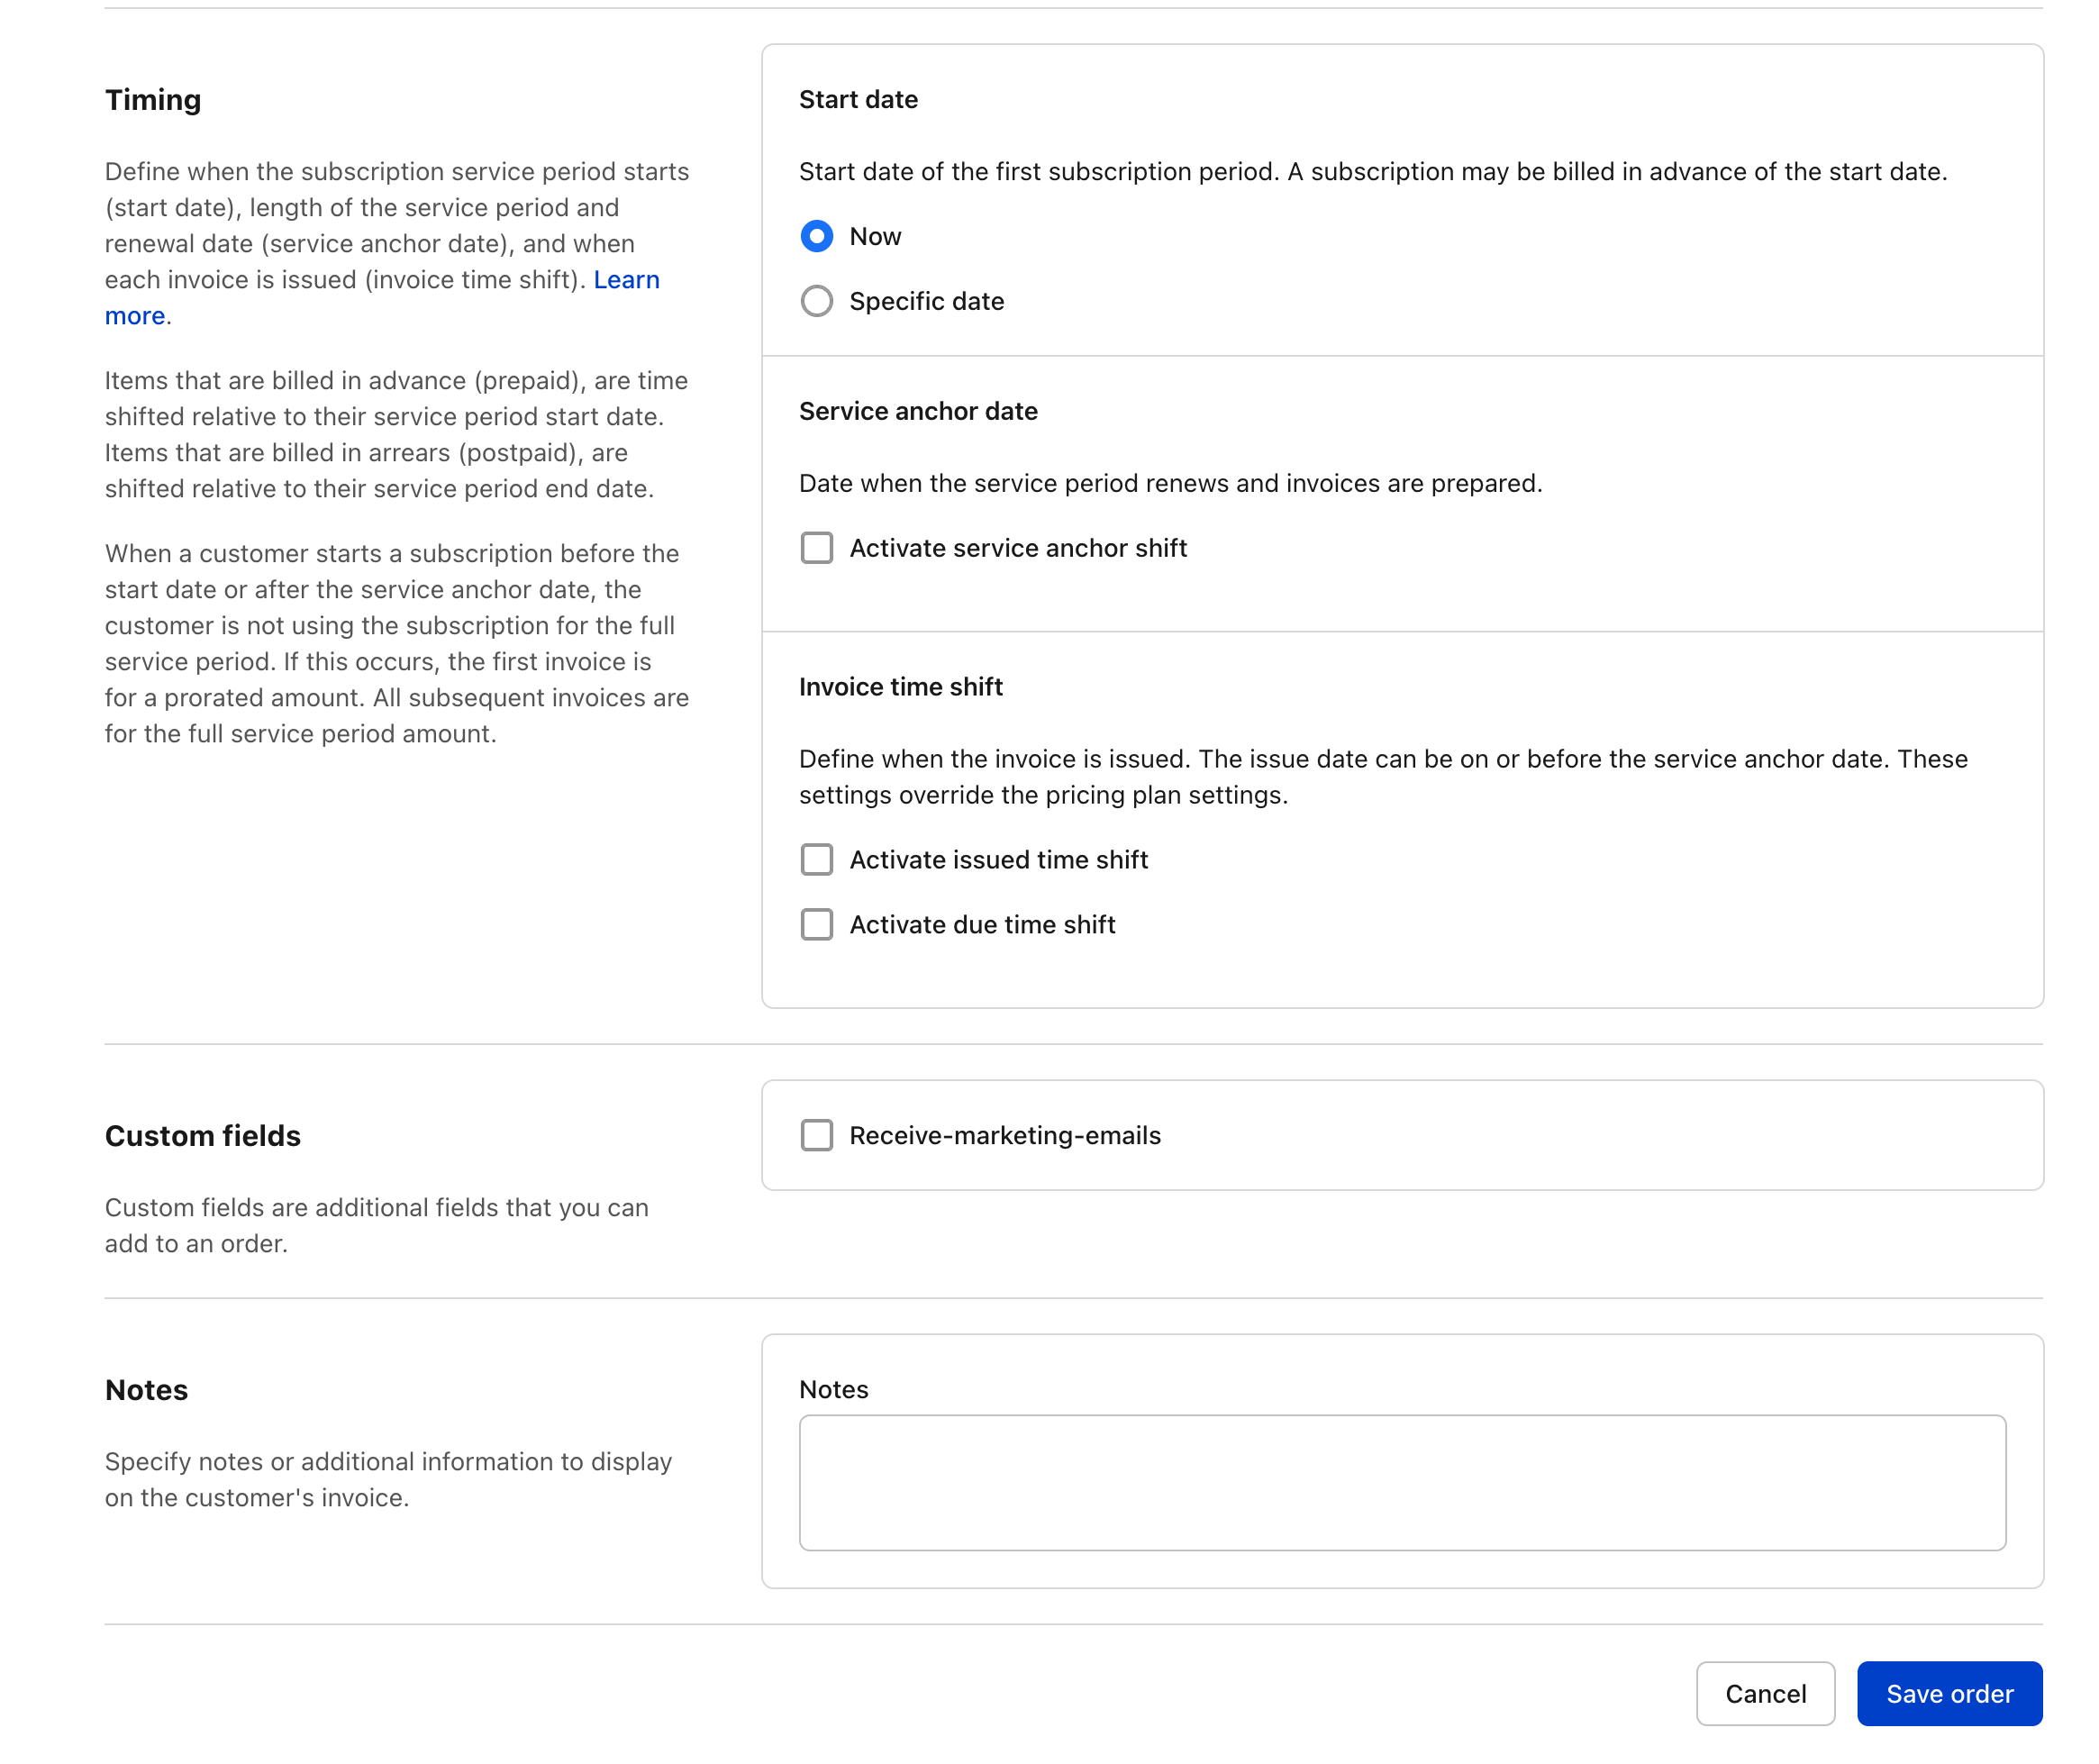 Timing
Define when the subscription service period starts
(start date), length of the service period and
renewal date (service anchor date), and when
each invoice is issued (invoice time shift). Learn
more.
Items that are billed in advance (prepaid), are time
shifted relative to their service period start date.
Items that are billed in arrears (postpaid), are
shifted relative to their service period end date.
When a customer starts a subscription before the
start date or after the service anchor date, the
customer is not using the subscription for the full
service period. If this occurs, the first invoice is
for a prorated amount. All subsequent invoices are
for the full service period amount.
Start date
Start date of the first subscription period. A subscription may be billed in advance of the start date.
Now
Specific date
Service anchor date
Date when the service period renews and invoices are prepared.
Activate service anchor shift
Invoice time shift
Define when the invoice is issued. The issue date can be on or before the service anchor date. These
settings override the pricing plan settings.
Activate issued time shift
Activate due time shift
Custom fields
Custom fields are additional fields that you can
add to an order.
Receive-marketing-emails
Notes
Specify notes or additional information to display
on the customer's invoice.
Notes
Cancel
Save order